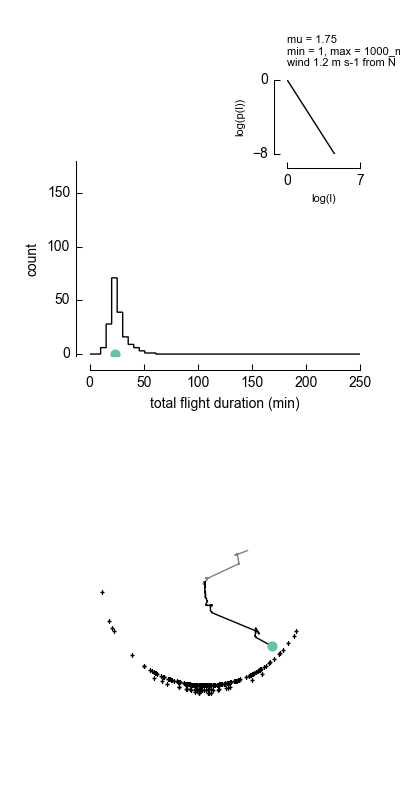 mu = 1.75
min = 1, max = 1000_m
wind 1.2 m s-1 from N
0
log(p(l))
−8
0 7
log(l)
150
100
count
50
0
0 50 100 150 200 250
total flight duration (min)